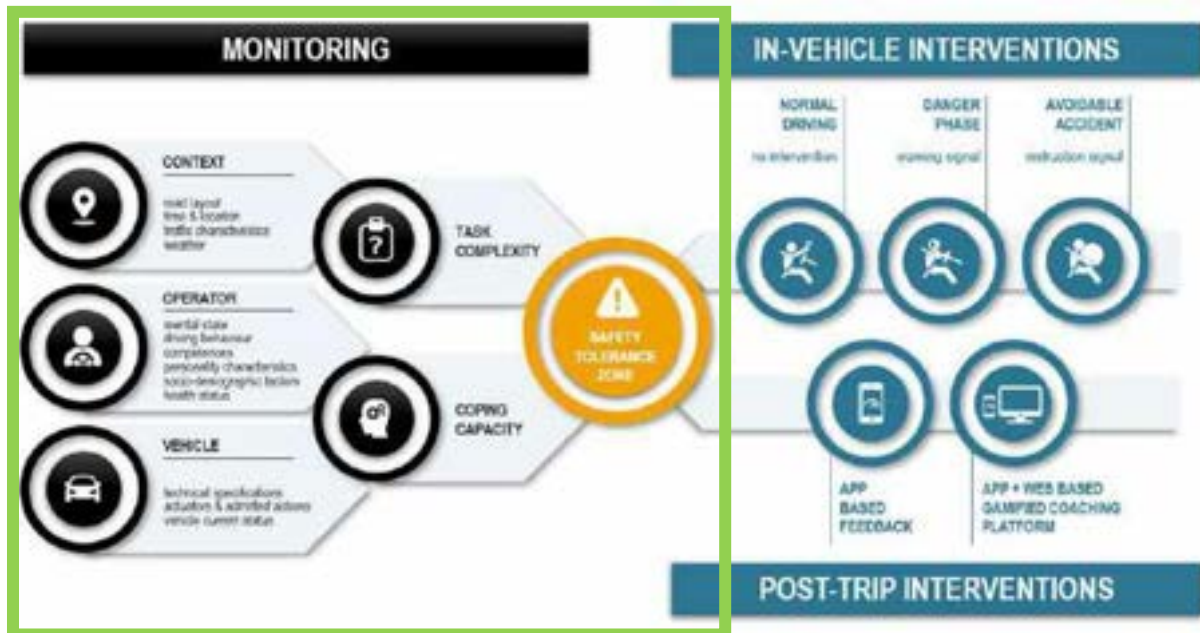 MONITORING
IN-VEHICLE INTERVENTIONS
NORMAL
DRIVING
no intervention
DANGER
PHASE
warning signal
AVOIDABLE
ACCIDENT
instruction signal
CONTEXT
road layout
time & location
traffic characteristics
weather
OPERATOR
mental state
driving behaviour
competences
personality characteristics
socio-demographic factors
health status
VEHICLE
technical specifications
actuators & admitted actions
vehicle current status
?
TASK
COMPLEXITY
COPING
CAPACITY
SAFETY
TOLERANCE
ZONE
APP
BASED
FEEDBACK
APP + WEB BASED
GAMIFIED COACHING
PLATFORM
POST-TRIP INTERVENTIONS